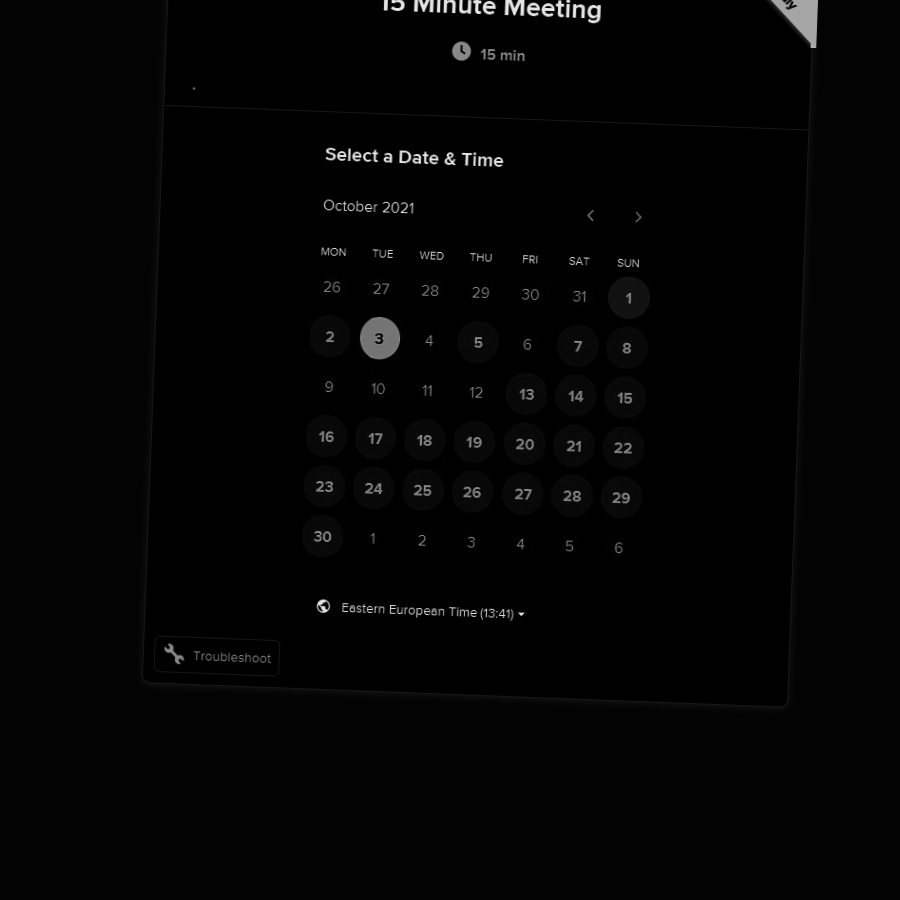 15 Minute Meeting
15 min
Select a Date & Time
October 2021
MON TUE WED THU FRI SAT SUN
26 27 28 29 30 31 1
2 3 4 5 6 7 8
9 10 11 12 13 14 15
16 17 18 19 20 21 22
23 24 25 26 27 28 29
30 1 2 3 4 5 6
Eastern European Time (13:41)
Troubleshoot